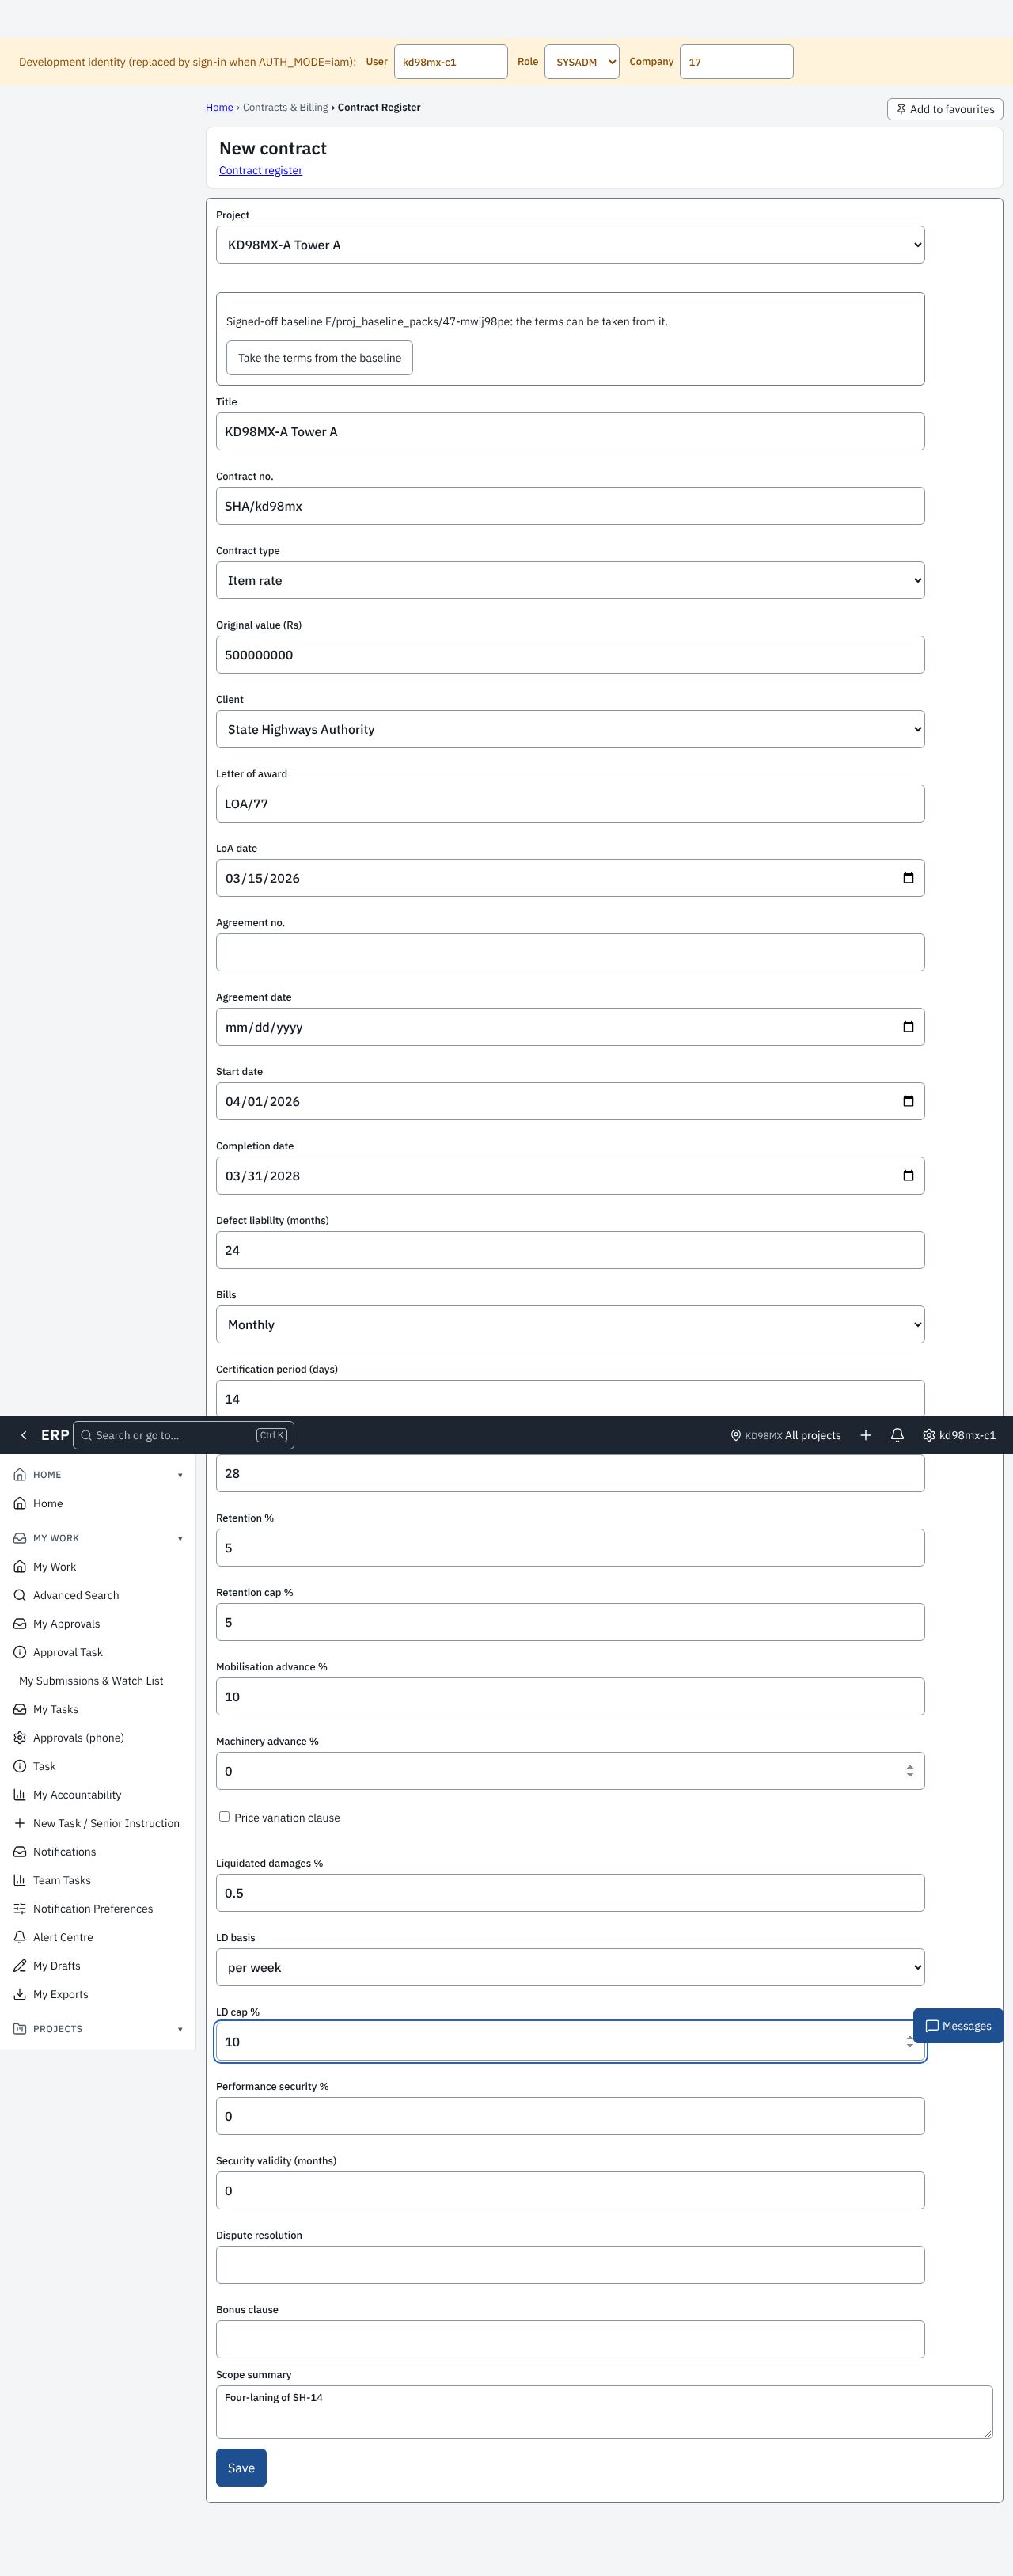 Development identity (replaced by sign-in when AUTH_MODE=iam): User kd98mx-c1 Role SYSADM Company 17
Home › Contracts & Billing › Contract Register
Add to favourites
New contract
Contract register
Project
KD98MX-A Tower A
Signed-off baseline E/proj_baseline_packs/47-mwij98pe: the terms can be taken from it.
Take the terms from the baseline
Title
KD98MX-A Tower A
Contract no.
SHA/kd98mx
Contract type
Item rate
Original value (Rs)
500000000
Client
State Highways Authority
Letter of award
LOA/77
LoA date
03/15/2026
Agreement no.
Agreement date
mm/dd/yyyy
Start date
04/01/2026
Completion date
03/31/2028
Defect liability (months)
24
Bills
Monthly
Certification period (days)
14
ERP
Search or go to...
Ctrl K
KD98MX All projects
kd98mx-c1
28
Retention %
5
Retention cap %
5
Mobilisation advance %
10
Machinery advance %
0
Price variation clause
Liquidated damages %
0.5
LD basis
per week
LD cap %
10
Messages
Performance security %
0
Security validity (months)
0
Dispute resolution
Bonus clause
Scope summary
Four-laning of SH-14
Save
HOME
Home
MY WORK
My Work
Advanced Search
My Approvals
Approval Task
My Submissions & Watch List
My Tasks
Approvals (phone)
Task
My Accountability
New Task / Senior Instruction
Notifications
Team Tasks
Notification Preferences
Alert Centre
My Drafts
My Exports
PROJECTS